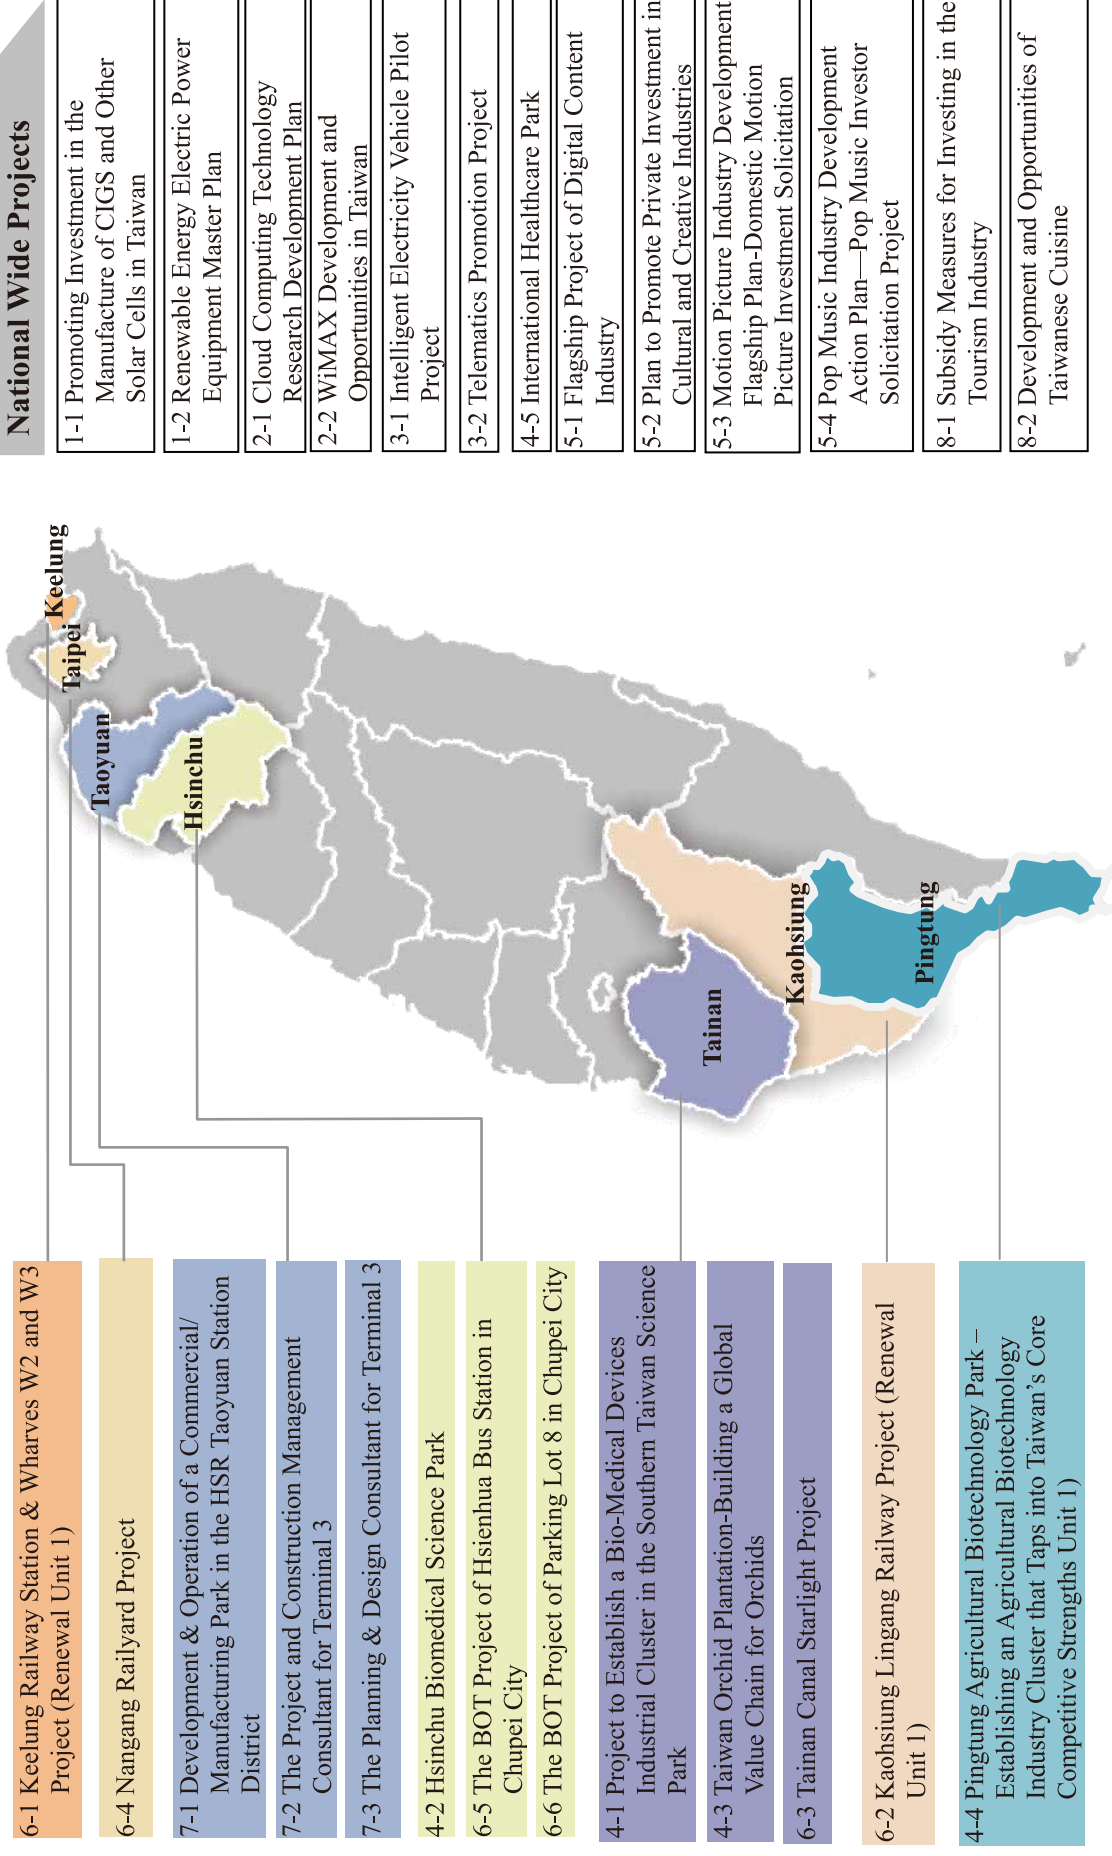 6-1 Keelung Railway Station & Wharves W2 and W3
Project (Renewal Unit 1)
6-4 Nangang Railyard Project
7-1 Development & Operation of a Commercial/
Manufacturing Park in the HSR Taoyuan Station
District
7-2 The Project and Construction Management
Consultant for Terminal 3
7-3 The Planning & Design Consultant for Terminal 3
4-2 Hsinchu Biomedical Science Park
6-5 The BOT Project of Hsienhua Bus Station in
Chupei City
6-6 The BOT Project of Parking Lot 8 in Chupei City
4-1 Project to Establish a Bio-Medical Devices
Industrial Cluster in the Southern Taiwan Science
Park
4-3 Taiwan Orchid Plantation-Building a Global
Value Chain for Orchids
6-3 Tainan Canal Starlight Project
6-2 Kaohsiung Lingang Railway Project (Renewal
Unit 1)
4-4 Pingtung Agricultural Biotechnology Park –
Establishing an Agricultural Biotechnology
Industry Cluster that Taps into Taiwan's Core
Competitive Strengths Unit 1)
Keelung
Taipei
Taoyuan
Hsinchu
Tainan
Kaohsiung
Pingtung
National Wide Projects
1-1 Promoting Investment in the
Manufacture of CIGS and Other
Solar Cells in Taiwan
1-2 Renewable Energy Electric Power
Equipment Master Plan
2-1 Cloud Computing Technology
Research Development Plan
2-2 WiMAX Development and
Opportunities in Taiwan
3-1 Intelligent Electricity Vehicle Pilot
Project
3-2 Telematics Promotion Project
4-5 International Healthcare Park
5-1 Flagship Project of Digital Content
Industry
5-2 Plan to Promote Private Investment in
Cultural and Creative Industries
5-3 Motion Picture Industry Development
Flagship Plan-Domestic Motion
Picture Investment Solicitation
5-4 Pop Music Industry Development
Action Plan—Pop Music Investor
Solicitation Project
8-1 Subsidy Measures for Investing in the
Tourism Industry
8-2 Development and Opportunities of
Taiwanese Cuisine